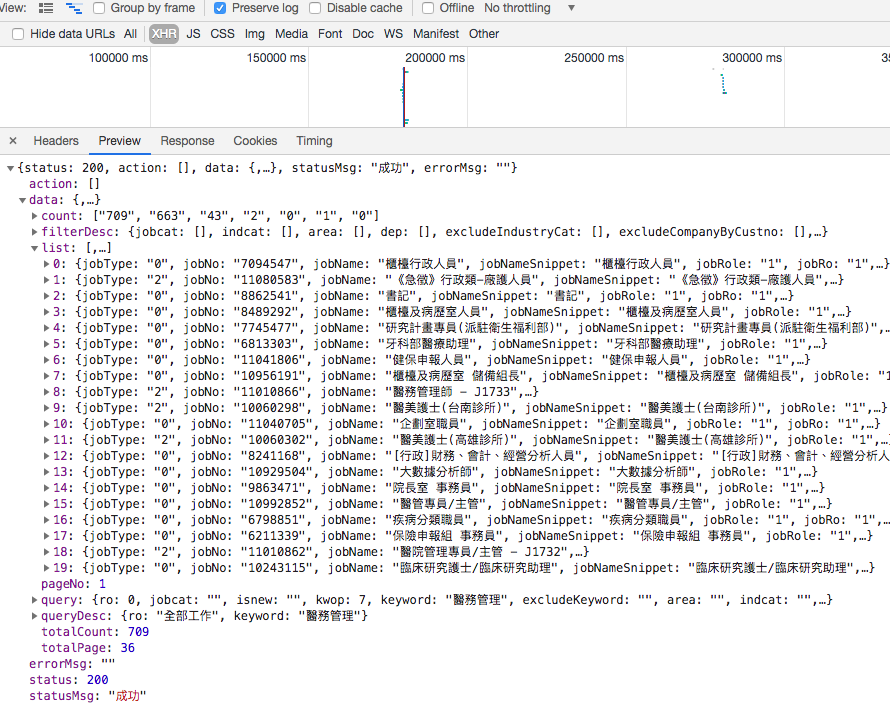 View: Group by frame Preserve log Disable cache Offline No throttling ▼
Hide data URLs All XHR JS CSS Img Media Font Doc WS Manifest Other
100000 ms 150000 ms 200000 ms 250000 ms 300000 ms 35
× Headers Preview Response Cookies Timing
▼{status: 200, action: [], data: {,…}, statusMsg: "成功", errorMsg: ""}
action: []
▼data: {,…}
▶count: ["709", "663", "43", "2", "0", "1", "0"]
▶filterDesc: {jobcat: [], indcat: [], area: [], dep: [], excludeIndustryCat: [], excludeCompanyByCustno: [],…}
▼list: [,…]
▶0: {jobType: "0", jobNo: "7094547", jobName: "櫃檯行政人員", jobNameSnippet: "櫃檯行政人員", jobRole: "1", jobRo: "1",…}
▶1: {jobType: "2", jobNo: "11080583", jobName: "《急徵》行政類–廠護人員", jobNameSnippet: "《急徵》行政類–廠護人員",…}
▶2: {jobType: "0", jobNo: "8862541", jobName: "書記", jobNameSnippet: "書記", jobRole: "1", jobRo: "1",…}
▶3: {jobType: "0", jobNo: "8489292", jobName: "櫃檯及病歷室人員", jobNameSnippet: "櫃檯及病歷室人員", jobRole: "1",…}
▶4: {jobType: "0", jobNo: "7745477", jobName: "研究計畫專員(派駐衛生福利部)", jobNameSnippet: "研究計畫專員(派駐衛生福利部)",…
▶5: {jobType: "0", jobNo: "6813303", jobName: "牙科部醫療助理", jobNameSnippet: "牙科部醫療助理", jobRole: "1",…}
▶6: {jobType: "0", jobNo: "11041806", jobName: "健保申報人員", jobNameSnippet: "健保申報人員", jobRole: "1",…}
▶7: {jobType: "0", jobNo: "10956191", jobName: "櫃檯及病歷室 儲備組長", jobNameSnippet: "櫃檯及病歷室 儲備組長", jobRole: "1
▶8: {jobType: "2", jobNo: "11010866", jobName: "醫務管理師 – J1733",…}
▶9: {jobType: "2", jobNo: "10060298", jobName: "醫美護士(台南診所)", jobNameSnippet: "醫美護士(台南診所)", jobRole: "1",…}
▶10: {jobType: "0", jobNo: "11040705", jobName: "企劃室職員", jobNameSnippet: "企劃室職員", jobRole: "1", jobRo: "1",…}
▶11: {jobType: "2", jobNo: "10060302", jobName: "醫美護士(高雄診所)", jobNameSnippet: "醫美護士(高雄診所)", jobRole: "1",…}
▶12: {jobType: "0", jobNo: "8241168", jobName: "[行政]財務、會計、經營分析人員", jobNameSnippet: "[行政]財務、會計、經營分析人
▶13: {jobType: "0", jobNo: "10929504", jobName: "大數據分析師", jobNameSnippet: "大數據分析師", jobRole: "1",…}
▶14: {jobType: "0", jobNo: "9863471", jobName: "院長室 事務員", jobNameSnippet: "院長室 事務員", jobRole: "1",…}
▶15: {jobType: "0", jobNo: "10992852", jobName: "醫管專員/主管", jobNameSnippet: "醫管專員/主管", jobRole: "1",…}
▶16: {jobType: "0", jobNo: "6798851", jobName: "疾病分類職員", jobNameSnippet: "疾病分類職員", jobRole: "1", jobRo: "1",…
▶17: {jobType: "0", jobNo: "6211339", jobName: "保險申報組 事務員", jobNameSnippet: "保險申報組 事務員", jobRole: "1",…}
▶18: {jobType: "2", jobNo: "11010862", jobName: "醫院管理專員/主管 – J1732",…}
▶19: {jobType: "0", jobNo: "10243115", jobName: "臨床研究護士/臨床研究助理", jobNameSnippet: "臨床研究護士/臨床研究助理",…}
pageNo: 1
▶query: {ro: 0, jobcat: "", isnew: "", kwop: 7, keyword: "醫務管理", excludeKeyword: "", area: "", indcat: "",…}
▶queryDesc: {ro: "全部工作", keyword: "醫務管理"}
totalCount: 709
totalPage: 36
errorMsg: ""
status: 200
statusMsg: "成功"